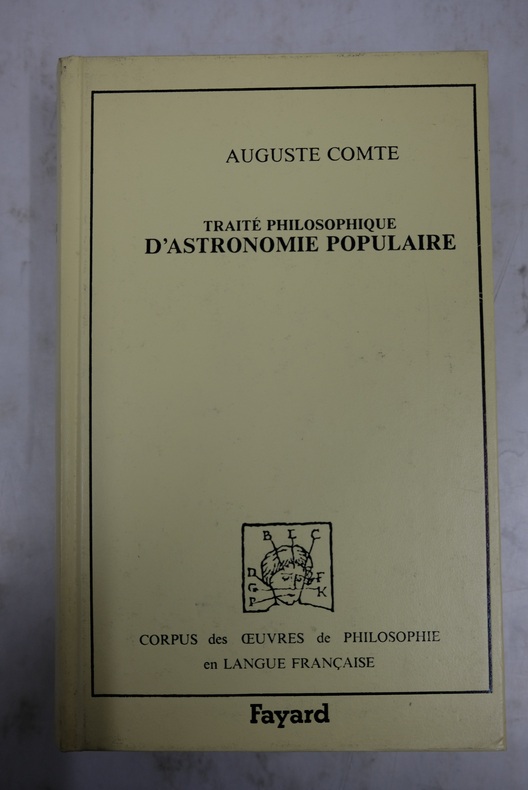 AUGUSTE COMTE
TRAITÉ PHILOSOPHIQUE
D'ASTRONOMIE POPULAIRE
B L C
D F
G K
P
CORPUS des ŒUVRES de PHILOSOPHIE
en LANGUE FRANÇAISE
Fayard